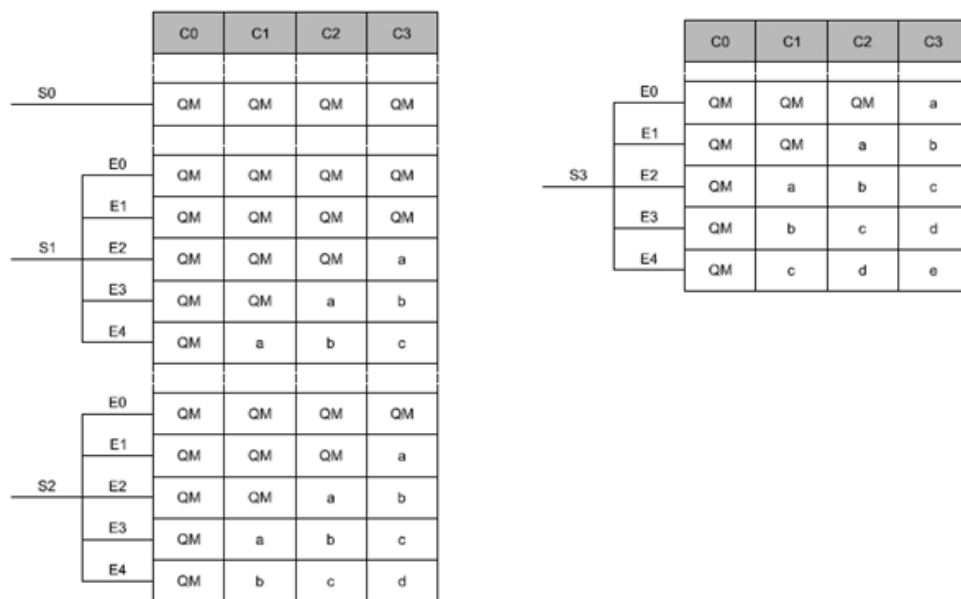 C0 C1 C2 C3
S0 QM QM QM QM
E0 QM QM QM QM
E1 QM QM QM QM
S1 E2 QM QM QM a
E3 QM QM a b
E4 QM a b c
E0 QM QM QM QM
E1 QM QM QM a
S2 E2 QM QM a b
E3 QM a b c
E4 QM b c d
C0 C1 C2 C3
E0 QM QM QM a
E1 QM QM a b
S3 E2 QM a b c
E3 QM b c d
E4 QM c d e